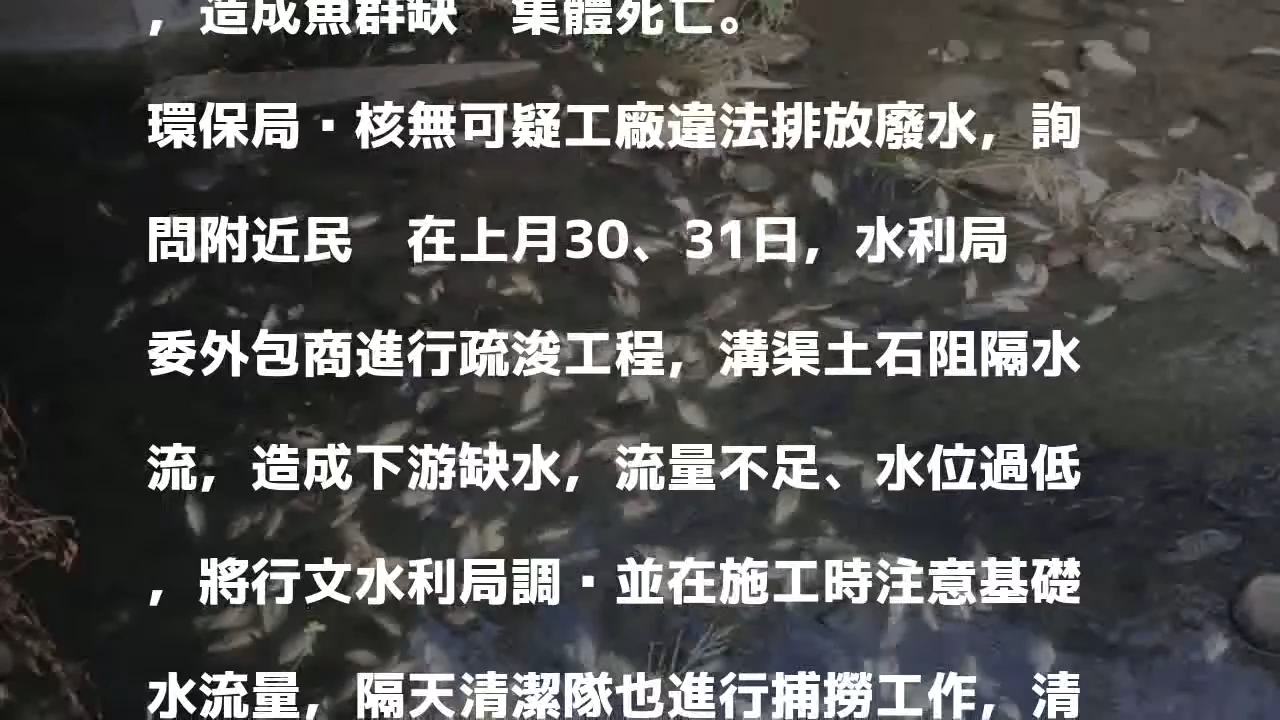 ，造成魚群缺　集體死亡。
環保局·核無可疑工廠違法排放廢水，詢
問附近民　在上月30、31日，水利局
委外包商進行疏浚工程，溝渠土石阻隔水
流，造成下游缺水，流量不足、水位過低
，將行文水利局調·並在施工時注意基礎
水流量，隔天清潔隊也進行捕撈工作，清